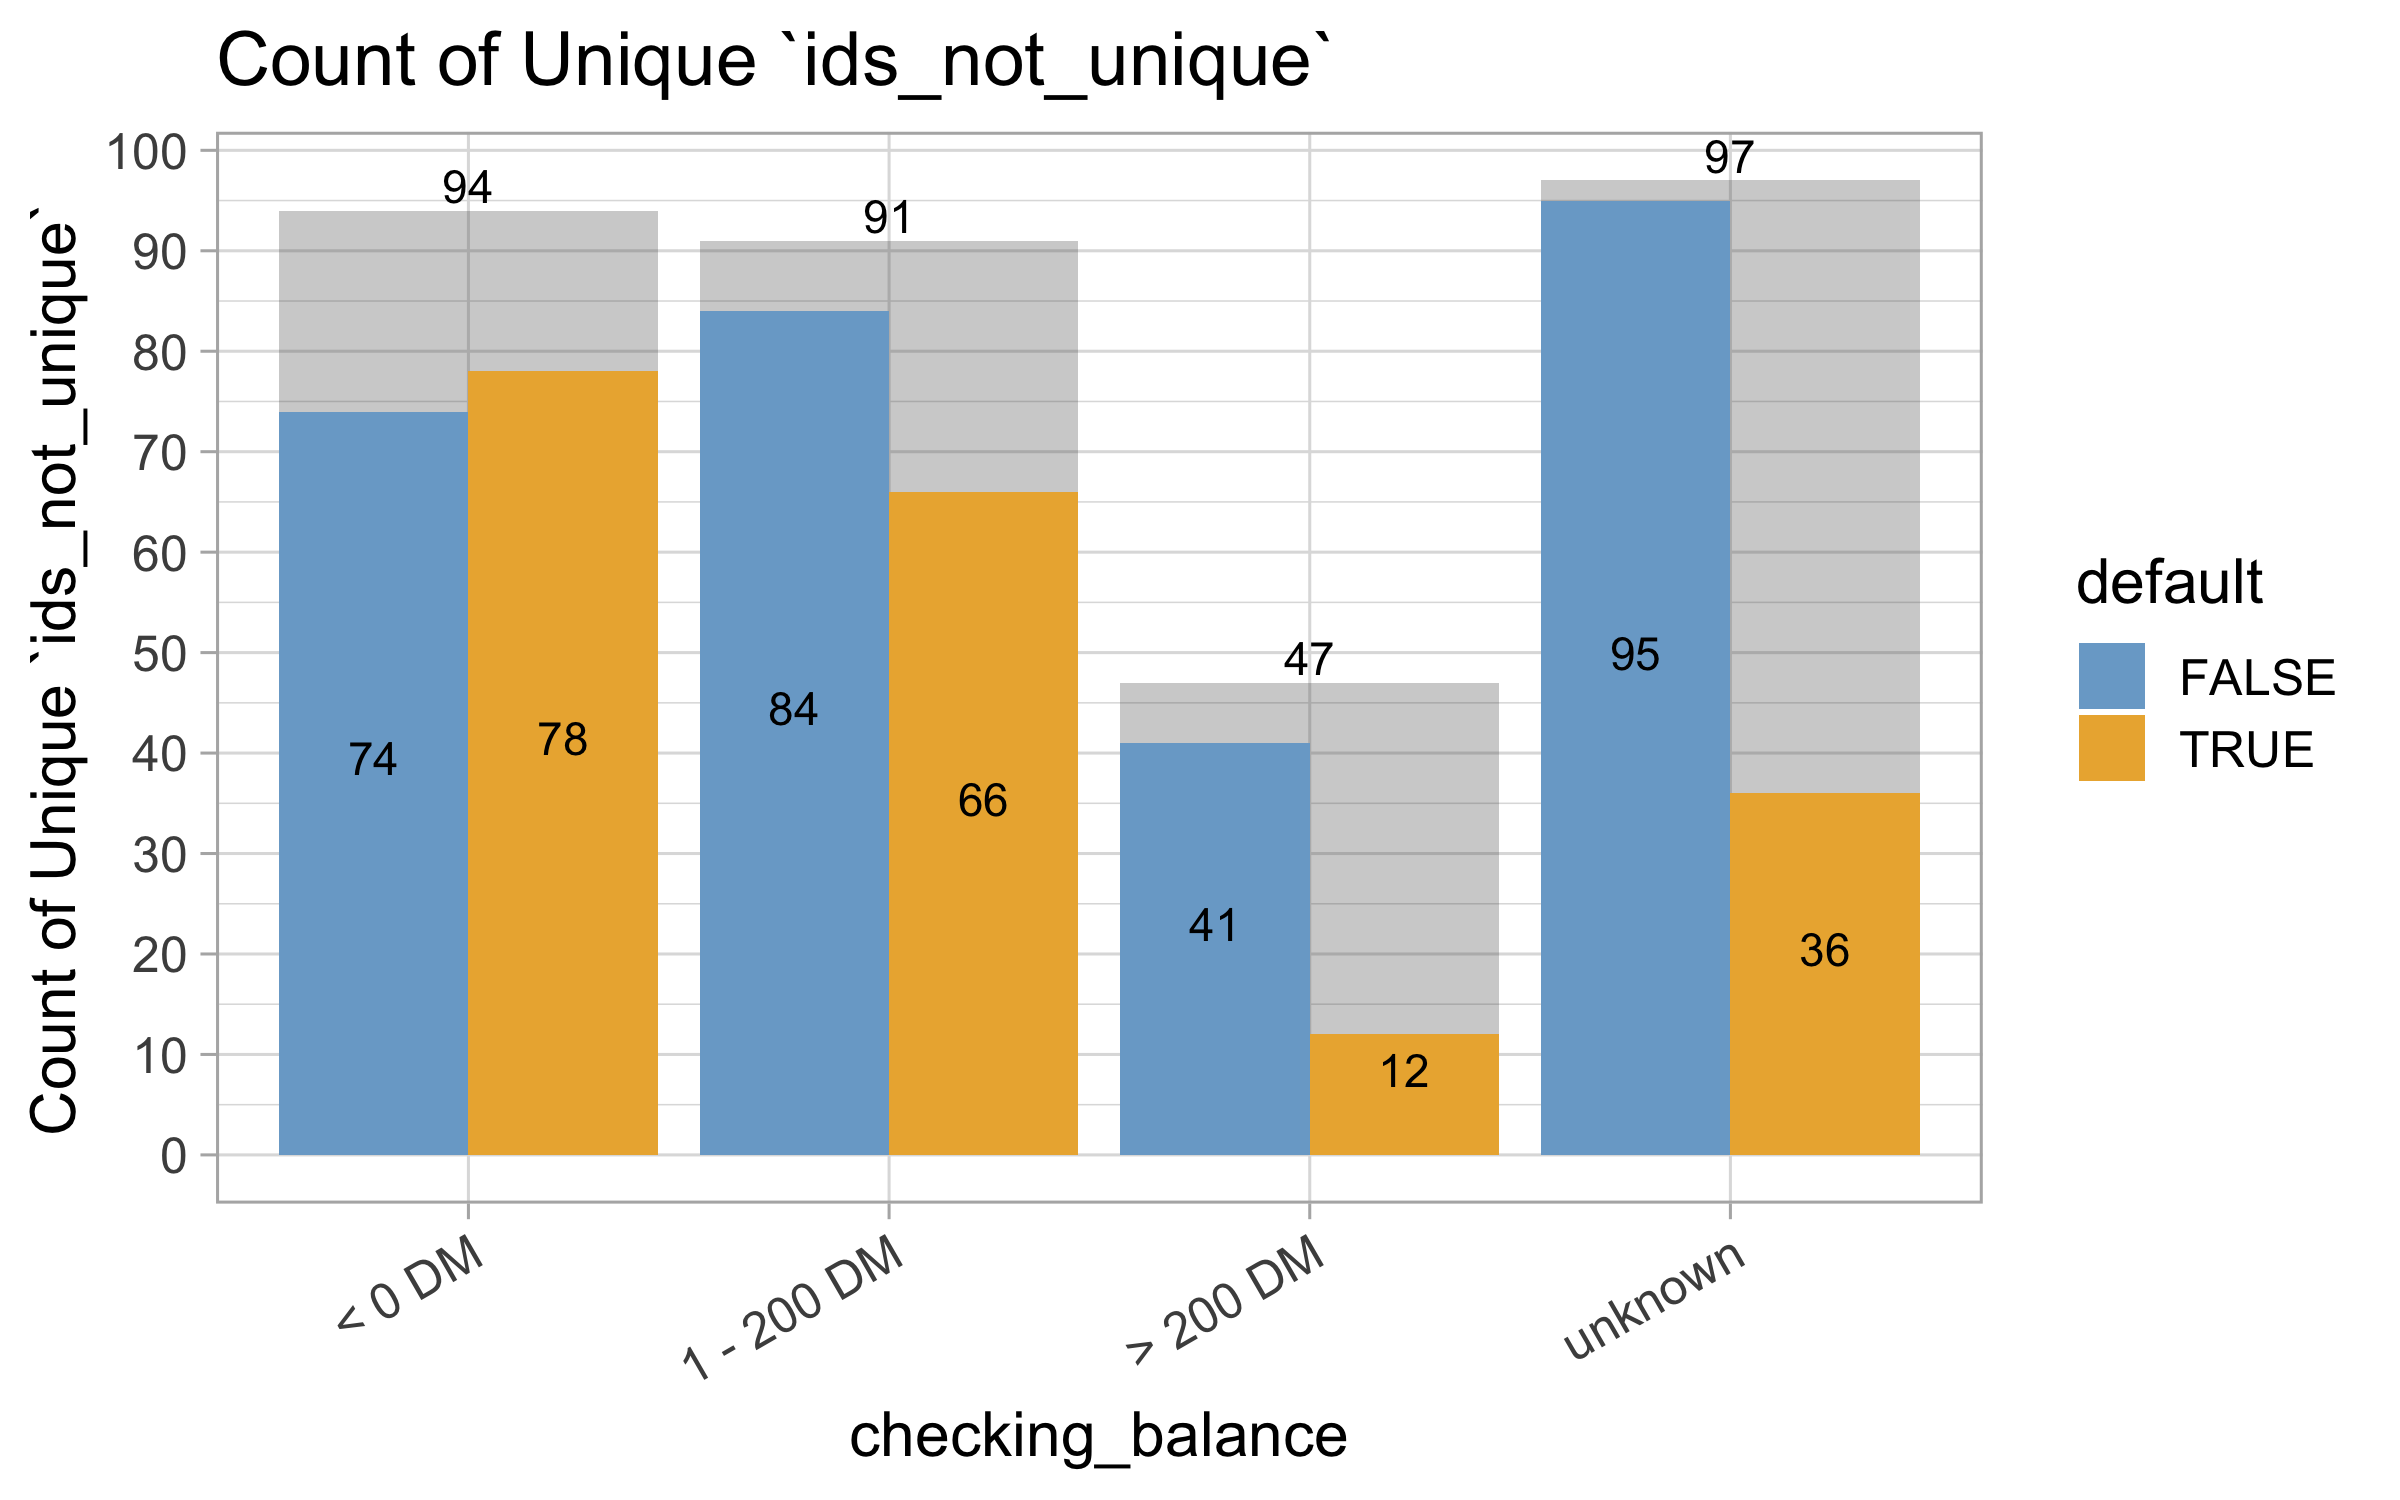 Count of Unique `ids_not_unique`
Count of Unique `ids_not_unique`
100
90
80
70
60
50
40
30
20
10
0
94
91
47
97
74
78
84
66
41
12
95
36
< 0 DM
1 - 200 DM
> 200 DM
unknown
checking_balance
default
FALSE
TRUE